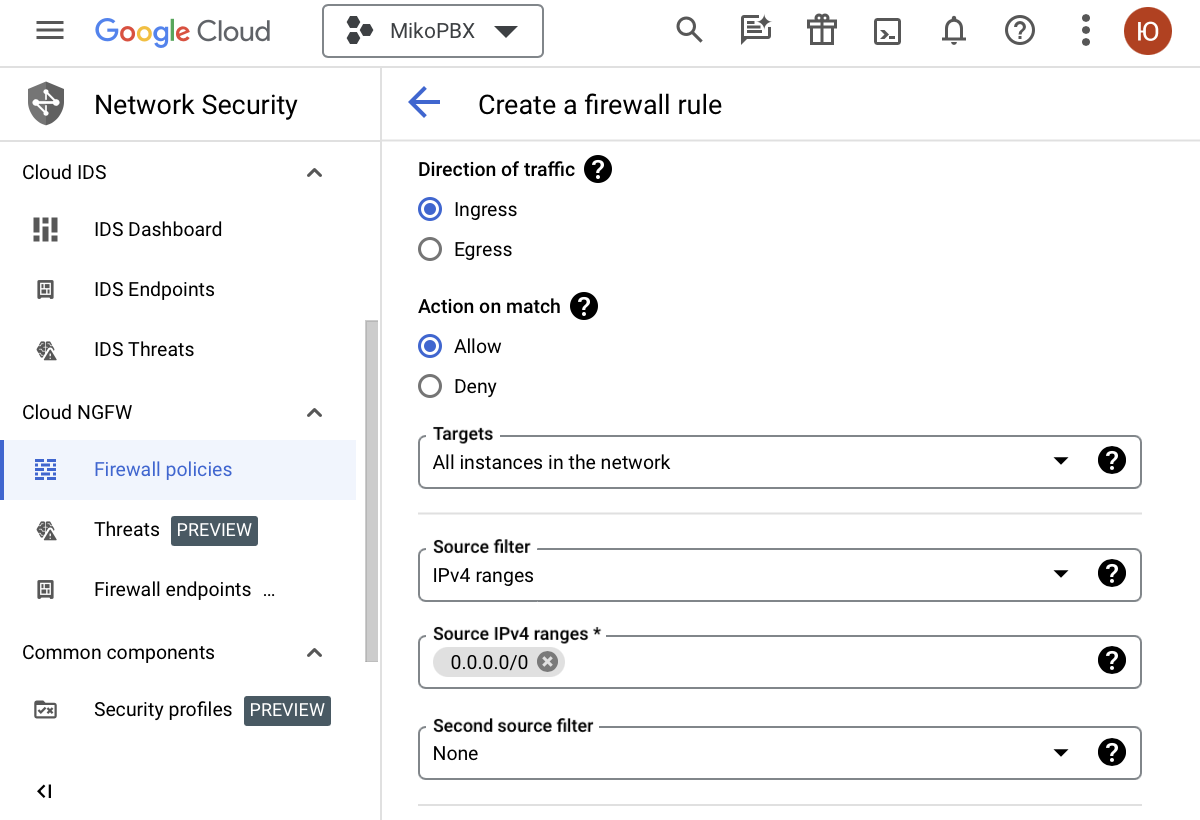 Google Cloud
MikoPBX
Ю
Network Security
Create a firewall rule
Cloud IDS
IDS Dashboard
IDS Endpoints
IDS Threats
Cloud NGFW
Firewall policies
Threats PREVIEW
Firewall endpoints ...
Common components
Security profiles PREVIEW
Direction of traffic
Ingress
Egress
Action on match
Allow
Deny
Targets
All instances in the network
Source filter
IPv4 ranges
Source IPv4 ranges *
0.0.0.0/0
Second source filter
None